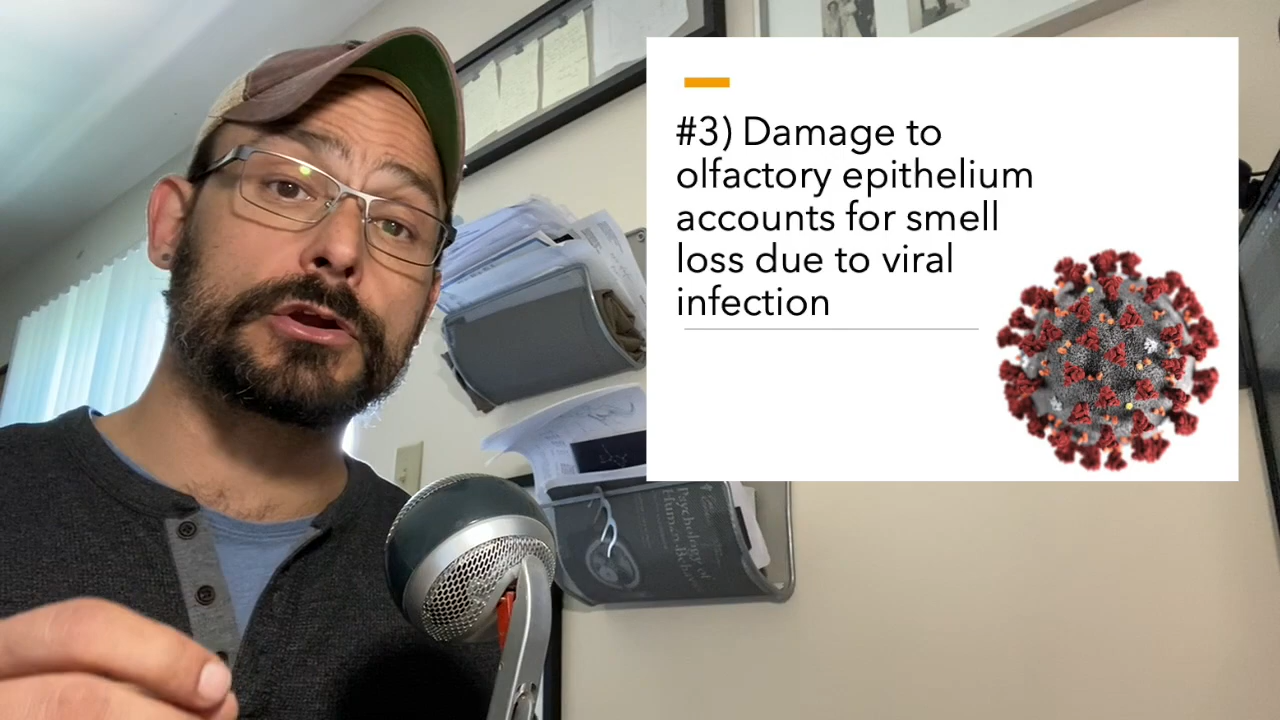 #3) Damage to
olfactory epithelium
accounts for smell
loss due to viral
infection
Psychology of
Human Behavior